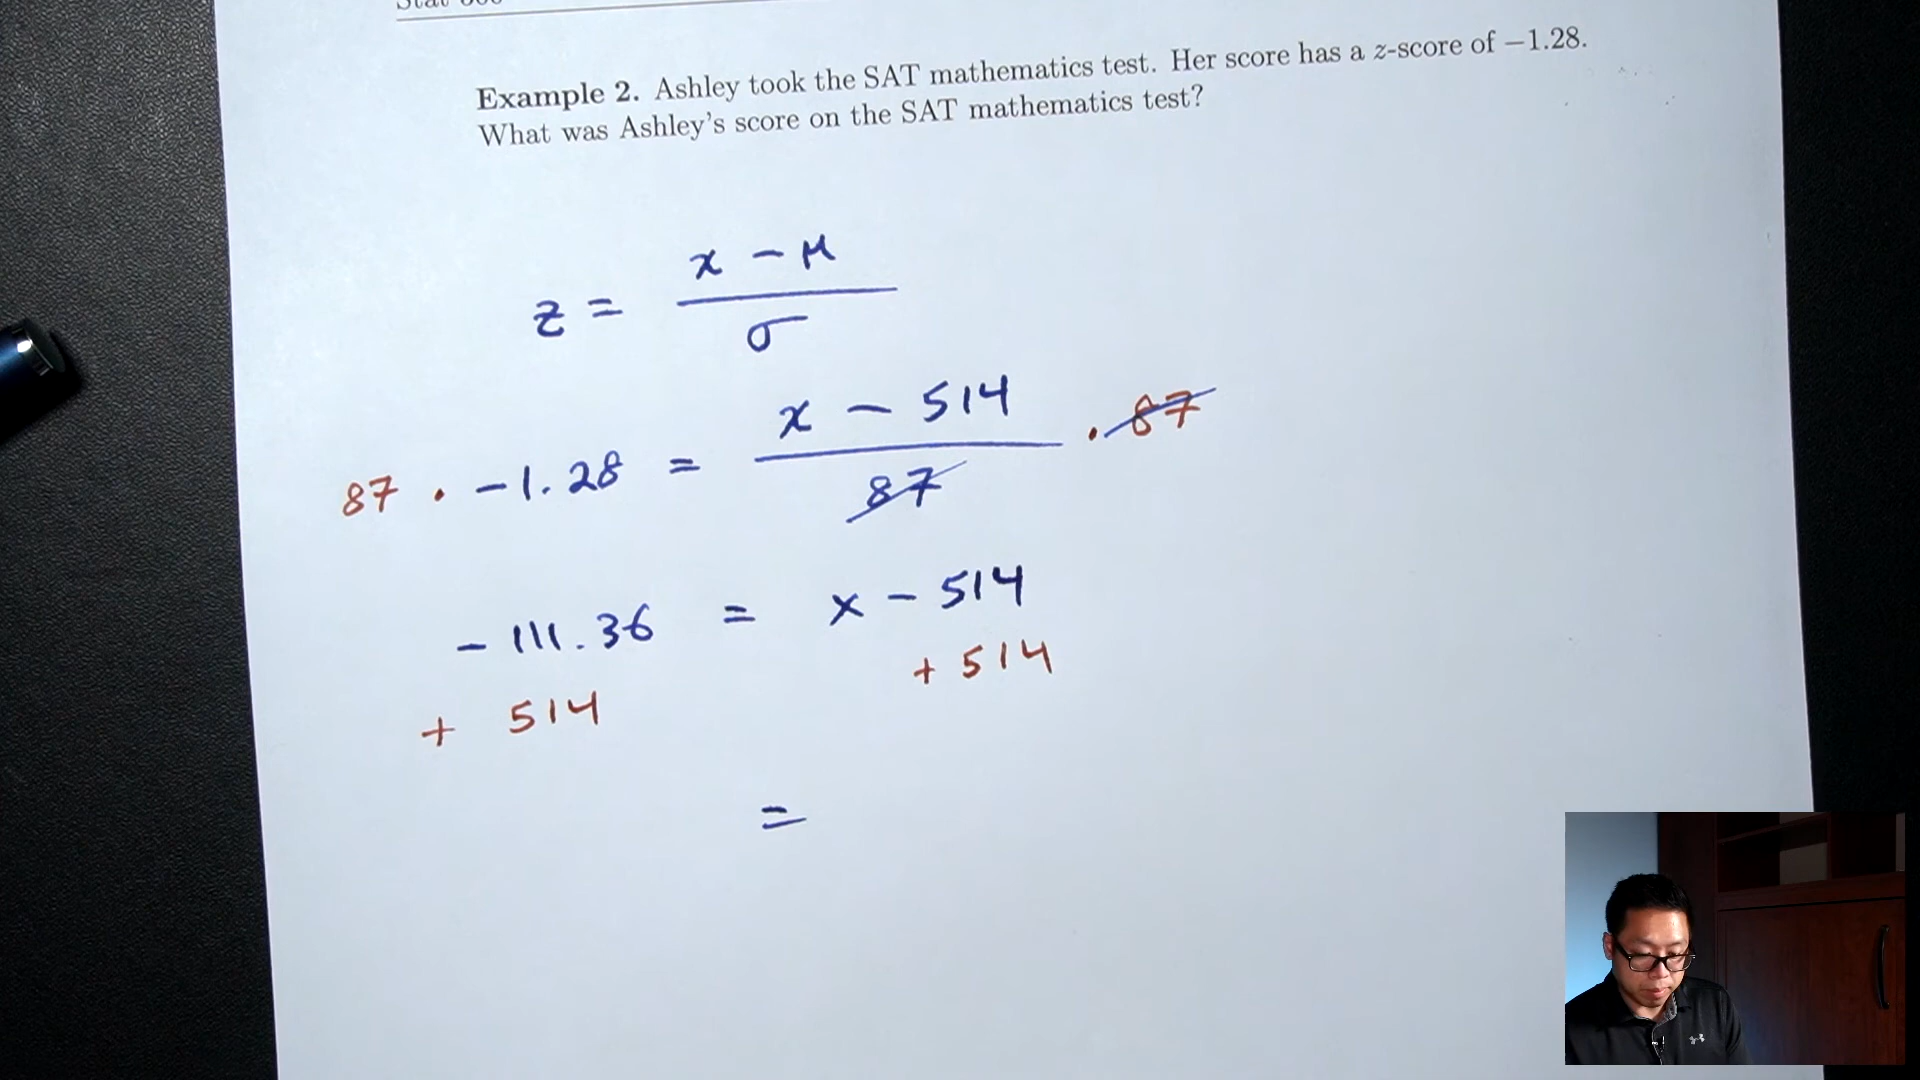 Example 2. Ashley took the SAT mathematics test. Her score has a z-score of −1.28.
What was Ashley's score on the SAT mathematics test?
z = (x − μ) / σ
87 · −1.28 = (x − 514) / 87 · 87
− 111.36 = x − 514
+ 514 + 514
=